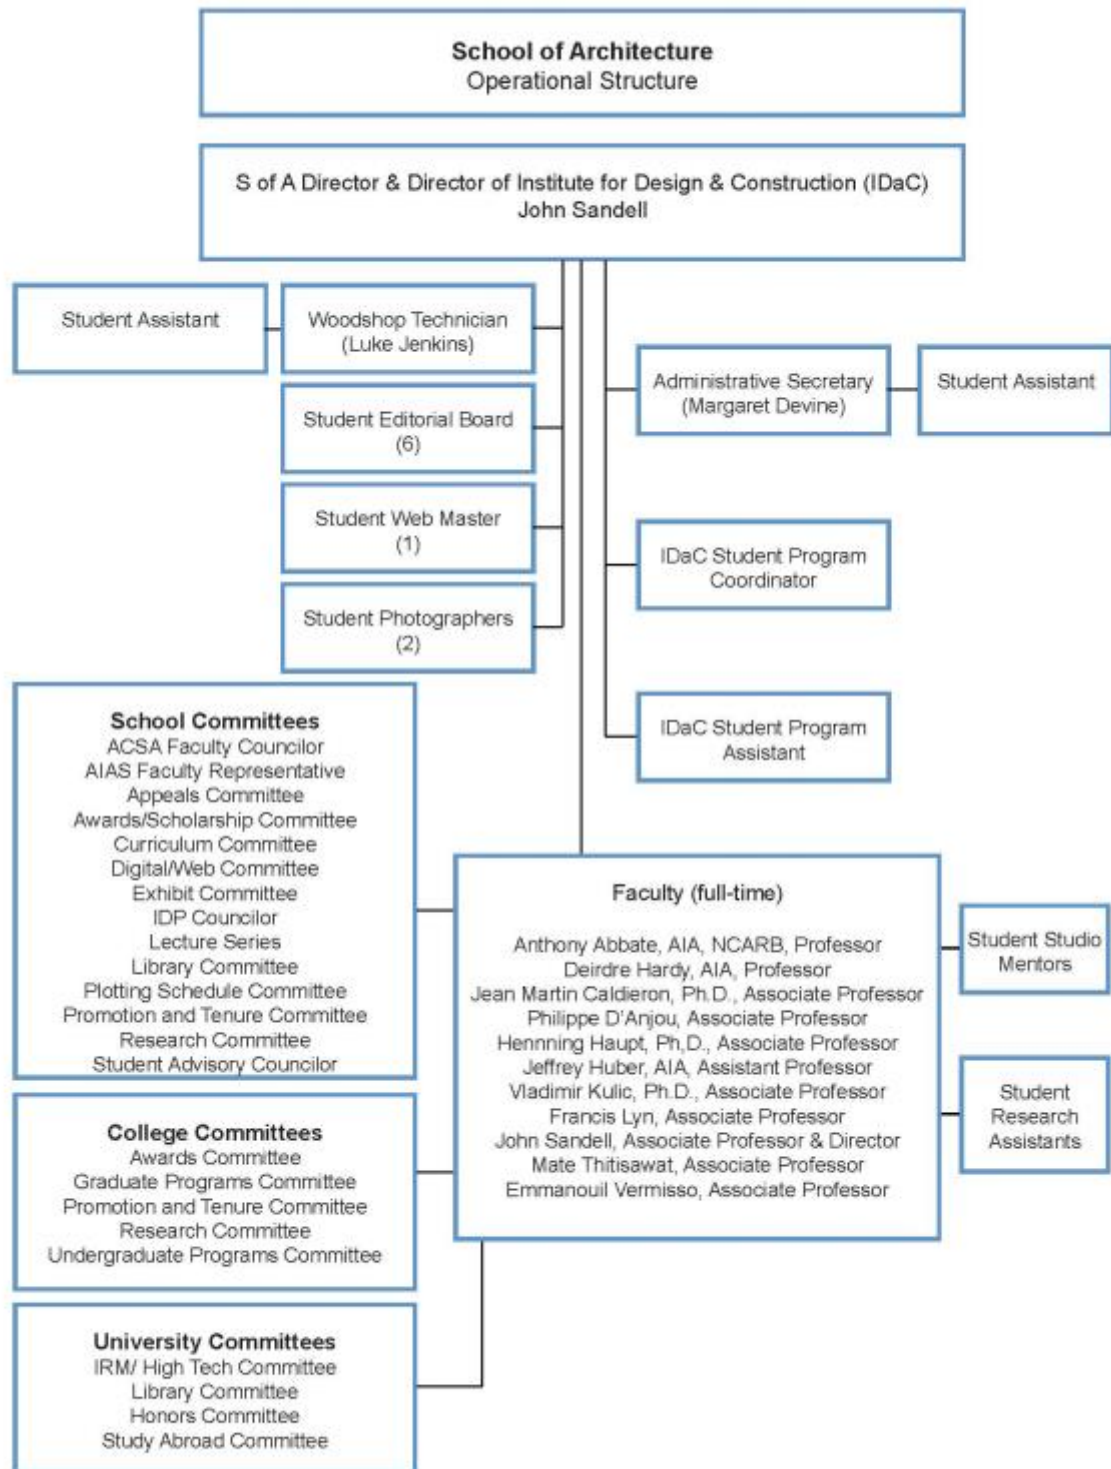 School of Architecture
Operational Structure
S of A Director & Director of Institute for Design & Construction (IDaC)
John Sandell
Student Assistant
Woodshop Technician
(Luke Jenkins)
Administrative Secretary
(Margaret Devine)
Student Assistant
Student Editorial Board
(6)
Student Web Master
(1)
IDaC Student Program
Coordinator
Student Photographers
(2)
IDaC Student Program
Assistant
School Committees
ACSA Faculty Councilor
AIAS Faculty Representative
Appeals Committee
Awards/Scholarship Committee
Curriculum Committee
Digital/Web Committee
Exhibit Committee
IDP Councilor
Lecture Series
Library Committee
Plotting Schedule Committee
Promotion and Tenure Committee
Research Committee
Student Advisory Councilor
Faculty (full-time)
Anthony Abbate, AIA, NCARB, Professor
Deirdre Hardy, AIA, Professor
Jean Martin Caldieron, Ph.D., Associate Professor
Philippe D'Anjou, Associate Professor
Hennning Haupt, Ph,D., Associate Professor
Jeffrey Huber, AIA, Assistant Professor
Vladimir Kulic, Ph.D., Associate Professor
Francis Lyn, Associate Professor
John Sandell, Associate Professor & Director
Mate Thitisawat, Associate Professor
Emmanouil Vermisso, Associate Professor
Student Studio
Mentors
Student
Research
Assistants
College Committees
Awards Committee
Graduate Programs Committee
Promotion and Tenure Committee
Research Committee
Undergraduate Programs Committee
University Committees
IRM/ High Tech Committee
Library Committee
Honors Committee
Study Abroad Committee